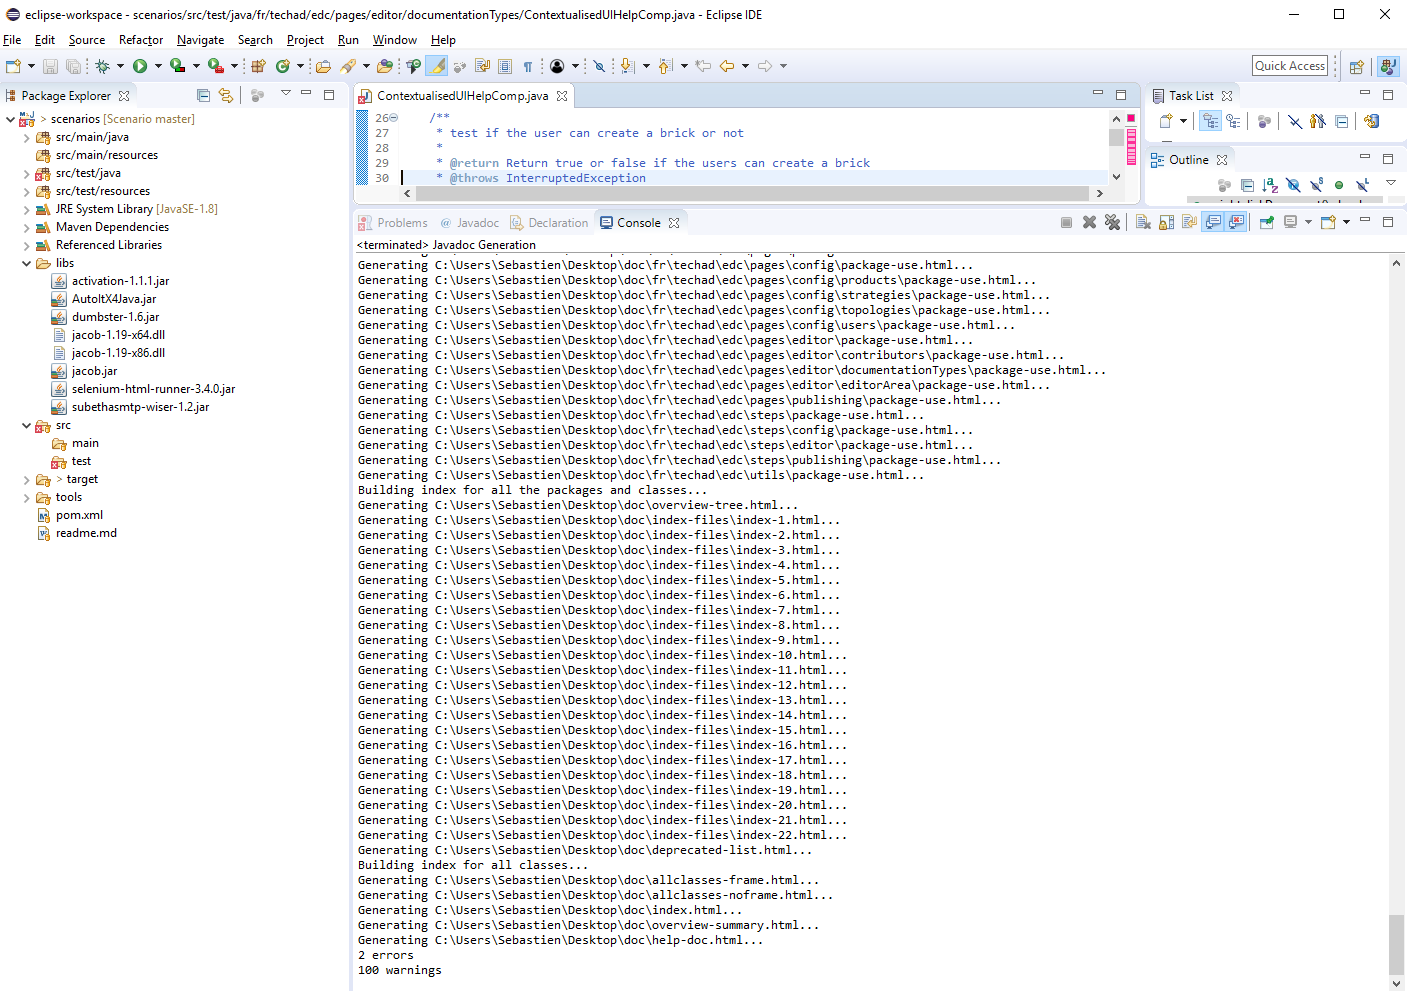 eclipse-workspace - scenarios/src/test/java/fr/techad/edc/pages/editor/documentationTypes/ContextualisedUIHelpComp.java - Eclipse IDE
File Edit Source Refactor Navigate Search Project Run Window Help
Quick Access
Package Explorer
> scenarios [Scenario master]
src/main/java
src/main/resources
src/test/java
src/test/resources
JRE System Library [JavaSE-1.8]
Maven Dependencies
Referenced Libraries
libs
activation-1.1.1.jar
AutoItX4Java.jar
dumbster-1.6.jar
jacob-1.19-x64.dll
jacob-1.19-x86.dll
jacob.jar
selenium-html-runner-3.4.0.jar
subethasmtp-wiser-1.2.jar
src
main
test
> target
tools
pom.xml
readme.md
ContextualisedUIHelpComp.java
26 /**
27 * test if the user can create a brick or not
28 *
29 * @return Return true or false if the users can create a brick
30 * @throws InterruptedException
Task List
Outline
Problems @ Javadoc Declaration Console
<terminated> Javadoc Generation
Generating C:\Users\Sebastien\Desktop\doc\fr\techad\edc\pages\config\package-use.html...
Generating C:\Users\Sebastien\Desktop\doc\fr\techad\edc\pages\config\products\package-use.html...
Generating C:\Users\Sebastien\Desktop\doc\fr\techad\edc\pages\config\strategies\package-use.html...
Generating C:\Users\Sebastien\Desktop\doc\fr\techad\edc\pages\config\topologies\package-use.html...
Generating C:\Users\Sebastien\Desktop\doc\fr\techad\edc\pages\config\users\package-use.html...
Generating C:\Users\Sebastien\Desktop\doc\fr\techad\edc\pages\editor\package-use.html...
Generating C:\Users\Sebastien\Desktop\doc\fr\techad\edc\pages\editor\contributors\package-use.html...
Generating C:\Users\Sebastien\Desktop\doc\fr\techad\edc\pages\editor\documentationTypes\package-use.html...
Generating C:\Users\Sebastien\Desktop\doc\fr\techad\edc\pages\editor\editorArea\package-use.html...
Generating C:\Users\Sebastien\Desktop\doc\fr\techad\edc\pages\publishing\package-use.html...
Generating C:\Users\Sebastien\Desktop\doc\fr\techad\edc\steps\package-use.html...
Generating C:\Users\Sebastien\Desktop\doc\fr\techad\edc\steps\config\package-use.html...
Generating C:\Users\Sebastien\Desktop\doc\fr\techad\edc\steps\editor\package-use.html...
Generating C:\Users\Sebastien\Desktop\doc\fr\techad\edc\steps\publishing\package-use.html...
Generating C:\Users\Sebastien\Desktop\doc\fr\techad\edc\utils\package-use.html...
Building index for all the packages and classes...
Generating C:\Users\Sebastien\Desktop\doc\overview-tree.html...
Generating C:\Users\Sebastien\Desktop\doc\index-files\index-1.html...
Generating C:\Users\Sebastien\Desktop\doc\index-files\index-2.html...
Generating C:\Users\Sebastien\Desktop\doc\index-files\index-3.html...
Generating C:\Users\Sebastien\Desktop\doc\index-files\index-4.html...
Generating C:\Users\Sebastien\Desktop\doc\index-files\index-5.html...
Generating C:\Users\Sebastien\Desktop\doc\index-files\index-6.html...
Generating C:\Users\Sebastien\Desktop\doc\index-files\index-7.html...
Generating C:\Users\Sebastien\Desktop\doc\index-files\index-8.html...
Generating C:\Users\Sebastien\Desktop\doc\index-files\index-9.html...
Generating C:\Users\Sebastien\Desktop\doc\index-files\index-10.html...
Generating C:\Users\Sebastien\Desktop\doc\index-files\index-11.html...
Generating C:\Users\Sebastien\Desktop\doc\index-files\index-12.html...
Generating C:\Users\Sebastien\Desktop\doc\index-files\index-13.html...
Generating C:\Users\Sebastien\Desktop\doc\index-files\index-14.html...
Generating C:\Users\Sebastien\Desktop\doc\index-files\index-15.html...
Generating C:\Users\Sebastien\Desktop\doc\index-files\index-16.html...
Generating C:\Users\Sebastien\Desktop\doc\index-files\index-17.html...
Generating C:\Users\Sebastien\Desktop\doc\index-files\index-18.html...
Generating C:\Users\Sebastien\Desktop\doc\index-files\index-19.html...
Generating C:\Users\Sebastien\Desktop\doc\index-files\index-20.html...
Generating C:\Users\Sebastien\Desktop\doc\index-files\index-21.html...
Generating C:\Users\Sebastien\Desktop\doc\index-files\index-22.html...
Generating C:\Users\Sebastien\Desktop\doc\deprecated-list.html...
Building index for all classes...
Generating C:\Users\Sebastien\Desktop\doc\allclasses-frame.html...
Generating C:\Users\Sebastien\Desktop\doc\allclasses-noframe.html...
Generating C:\Users\Sebastien\Desktop\doc\index.html...
Generating C:\Users\Sebastien\Desktop\doc\overview-summary.html...
Generating C:\Users\Sebastien\Desktop\doc\help-doc.html...
2 errors
100 warnings